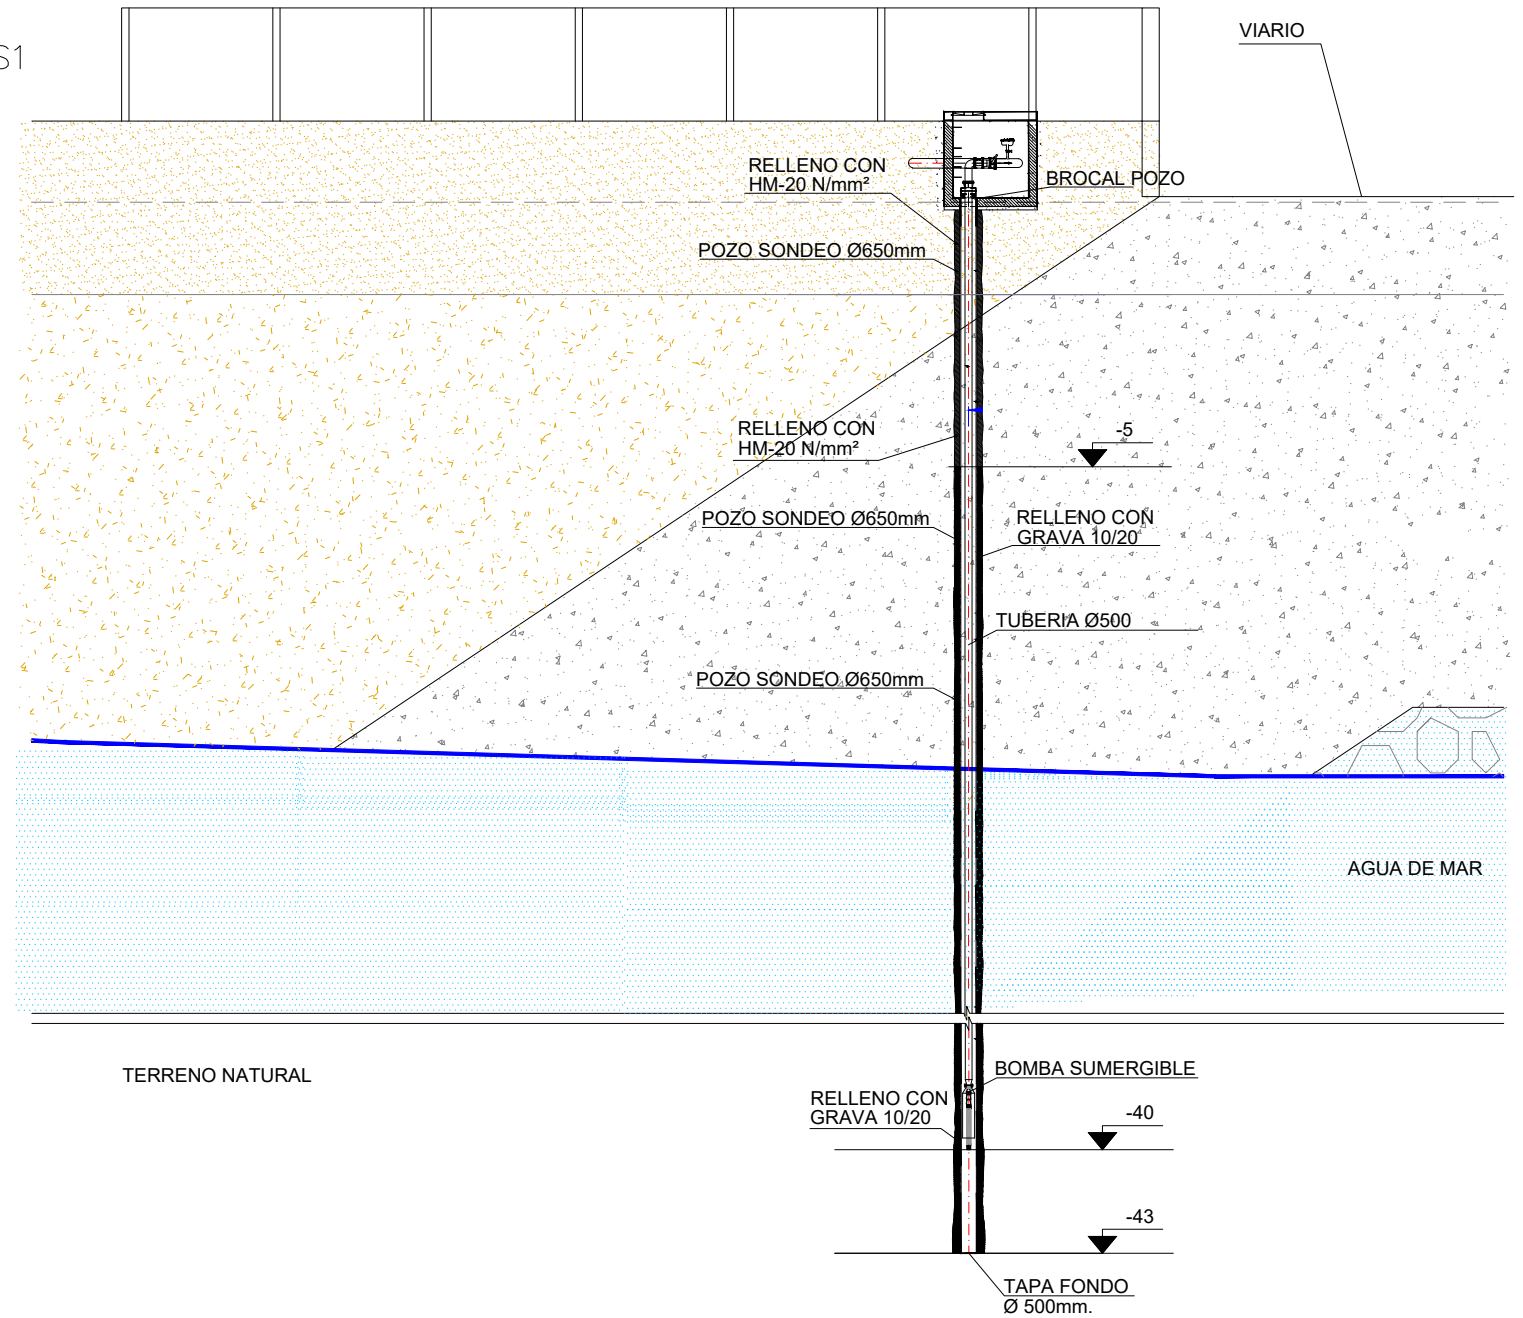 S1
VIARIO
RELLENO CON
HM-20 N/mm²
BROCAL POZO
POZO SONDEO Ø650mm
RELLENO CON
HM-20 N/mm²
-5
POZO SONDEO Ø650mm
RELLENO CON
GRAVA 10/20
TUBERIA Ø500
POZO SONDEO Ø650mm
AGUA DE MAR
TERRENO NATURAL
BOMBA SUMERGIBLE
RELLENO CON
GRAVA 10/20
-40
-43
TAPA FONDO
Ø 500mm.